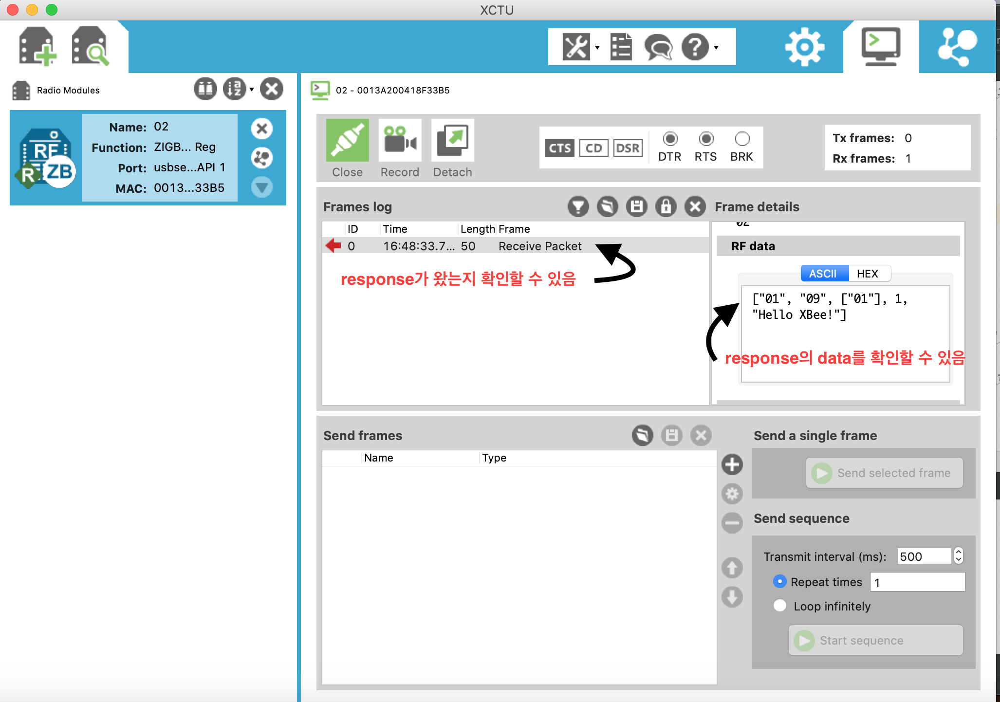 XCTU
Radio Modules
RF
R
ZB
Name: 02
Function: ZIGB... Reg
Port: usbse...API 1
MAC: 0013...33B5
02 - 0013A200418F33B5
Close
Record
Detach
CTS
CD
DSR
DTR
RTS
BRK
Tx frames: 0
Rx frames: 1
Frames log
ID Time Length Frame
0 16:48:33.7... 50 Receive Packet
response가 왔는지 확인할 수 있음
Frame details
02
RF data
ASCII HEX
["01", "09", ["01"], 1,
"Hello XBee!"]
response의 data를 확인할 수 있음
Send frames
Name Type
Send a single frame
Send selected frame
Send sequence
Transmit interval (ms): 500
Repeat times 1
Loop infinitely
Start sequence